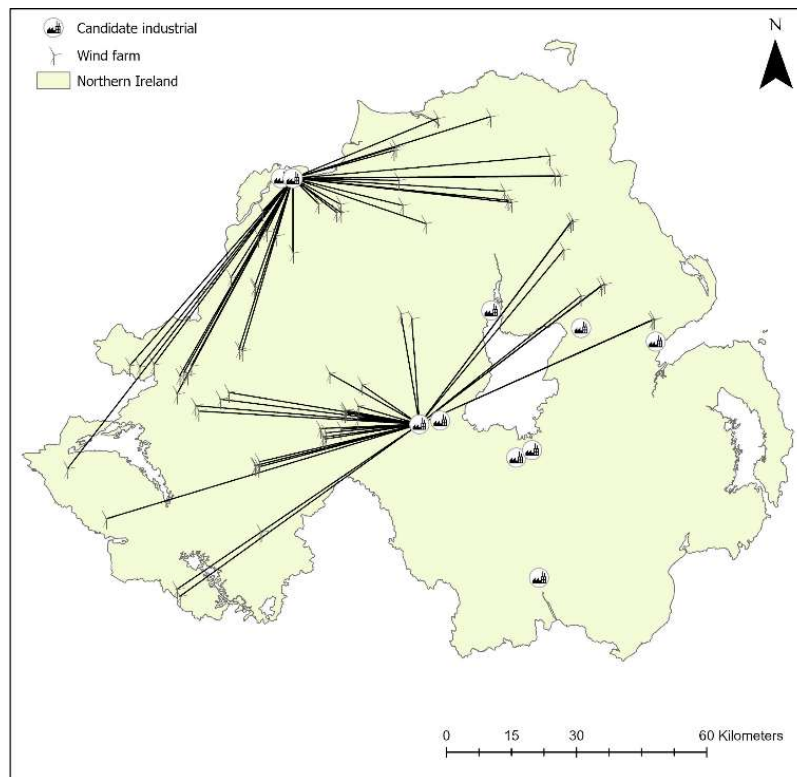 Candidate industrial
Wind farm
Northern Ireland
N
0 15 30 60 Kilometers